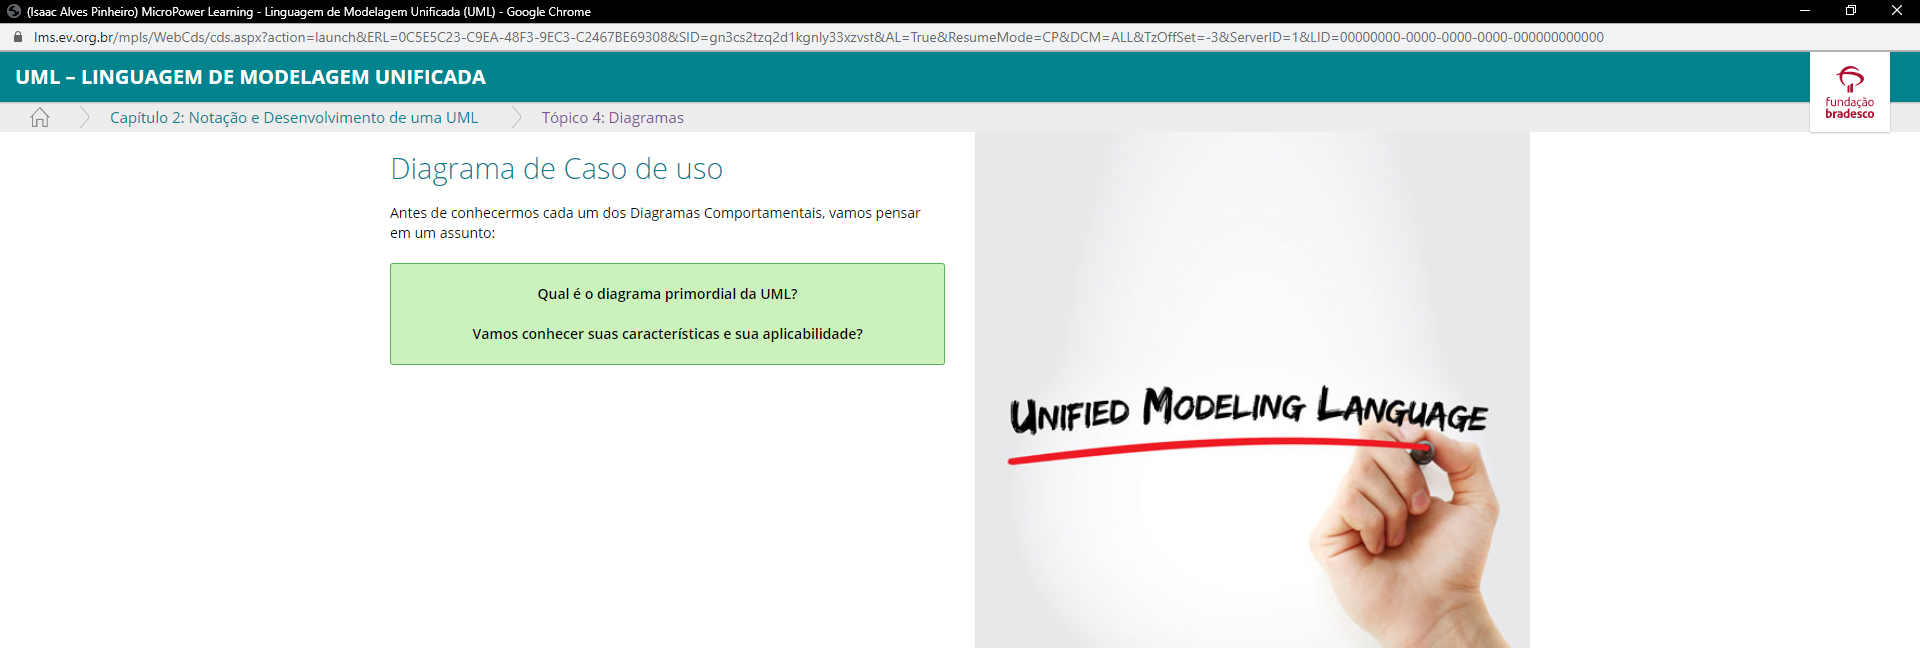 (Isaac Alves Pinheiro) MicroPower Learning - Linguagem de Modelagem Unificada (UML) - Google Chrome
lms.ev.org.br/mpls/WebCds/cds.aspx?action=launch&ERL=0C5E5C23-C9EA-48F3-9EC3-C2467BE69308&SID=gn3cs2tzq2d1kgnly33xzvst&AL=True&ResumeMode=CP&DCM=ALL&TzOffSet=-3&ServerID=1&LID=00000000-0000-0000-0000-000000000000
UML – LINGUAGEM DE MODELAGEM UNIFICADA
fundação
bradesco
Capítulo 2: Notação e Desenvolvimento de uma UML
Tópico 4: Diagramas
Diagrama de Caso de uso
Antes de conhecermos cada um dos Diagramas Comportamentais, vamos pensar
em um assunto:
Qual é o diagrama primordial da UML?
Vamos conhecer suas características e sua aplicabilidade?
UNIFIED MODELING LANGUAGE